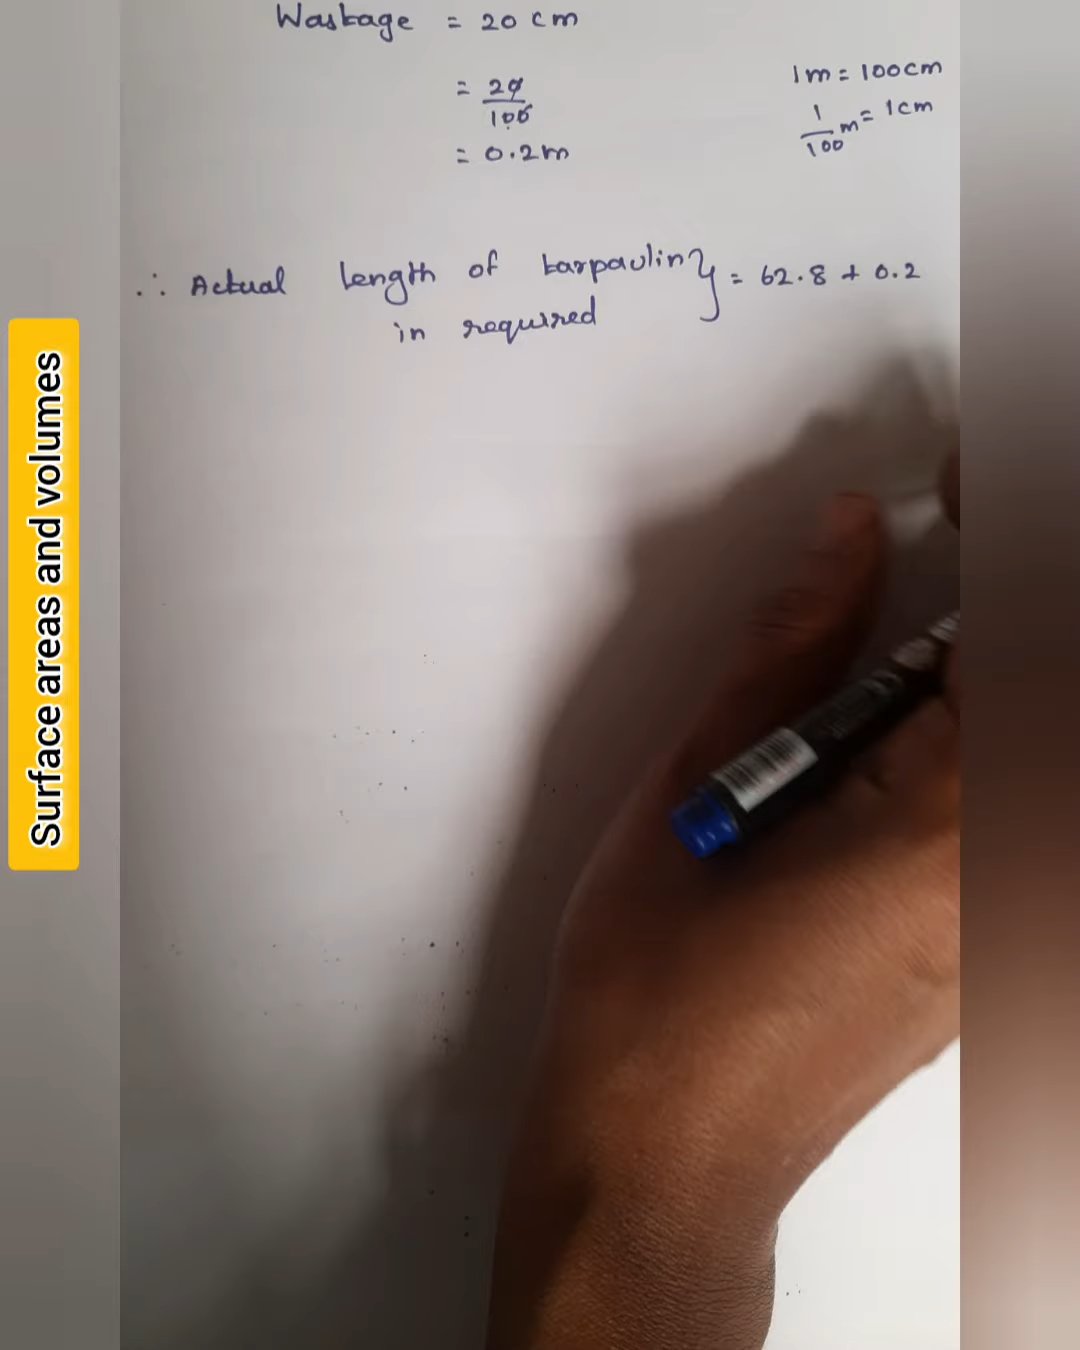 Wastage = 20 cm
= 20/100
= 0.2m
1m = 100cm
1/100 m = 1cm
∴ Actual length of tarpaulin } = 62.8 + 0.2
in required
Surface areas and volumes